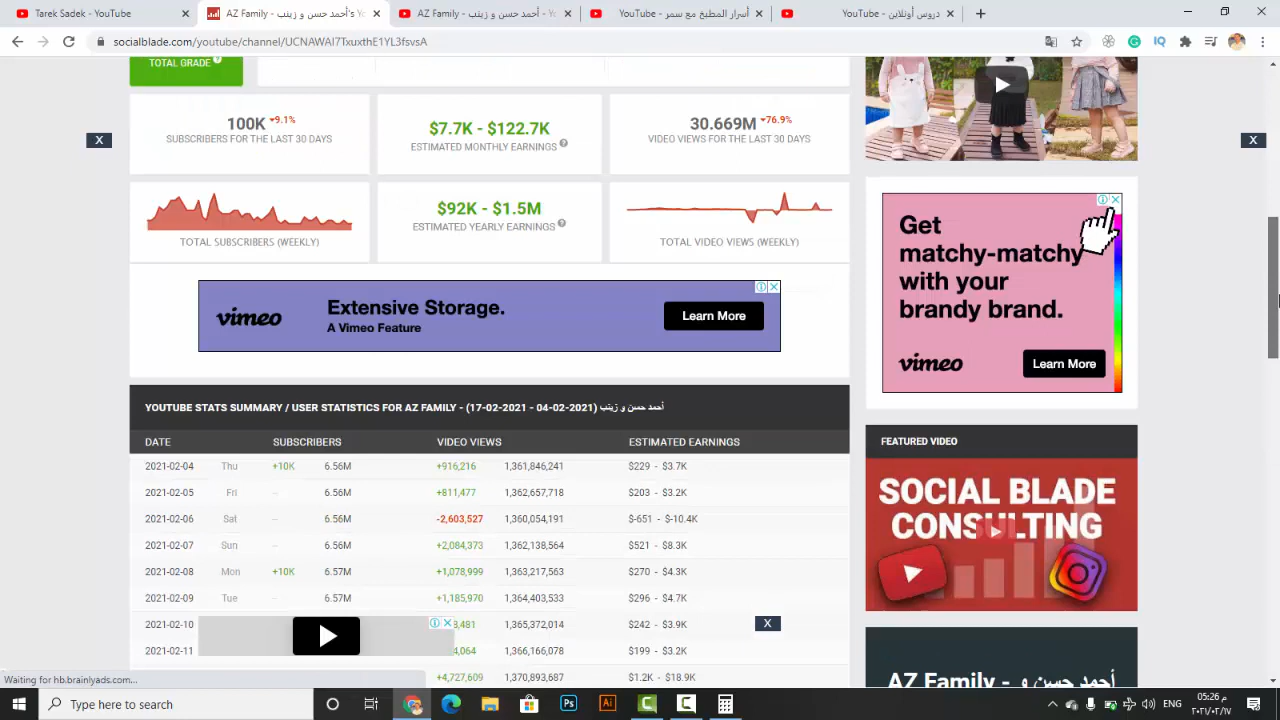 Tarek Sadek - YouTube
AZ Family - أحمد حسن و زينب's Yo
AZ Family - أحمد حسن و زينب - Yo
أسرار المطبخ مع سمر - YouTube
دروس أونلاين - YouTube
socialblade.com/youtube/channel/UCNAWAI7TxuxthE1YL3fsvsA
TOTAL GRADE
100K 9.1%
SUBSCRIBERS FOR THE LAST 30 DAYS
$7.7K - $122.7K
ESTIMATED MONTHLY EARNINGS
30.669M 76.9%
VIDEO VIEWS FOR THE LAST 30 DAYS
TOTAL SUBSCRIBERS (WEEKLY)
$92K - $1.5M
ESTIMATED YEARLY EARNINGS
TOTAL VIDEO VIEWS (WEEKLY)
X
X
vimeo
Extensive Storage.
A Vimeo Feature
Learn More
Get
matchy-matchy
with your
brandy brand.
vimeo
Learn More
YOUTUBE STATS SUMMARY / USER STATISTICS FOR AZ FAMILY - أحمد حسن و زينب (2021-02-04 - 2021-02-17)
DATE SUBSCRIBERS VIDEO VIEWS ESTIMATED EARNINGS
2021-02-04 Thu +10K 6.56M +916,216 1,361,846,241 $229 - $3.7K
2021-02-05 Fri -- 6.56M +811,477 1,362,657,718 $203 - $3.2K
2021-02-06 Sat -- 6.56M -2,603,527 1,360,054,191 $-651 - $-10.4K
2021-02-07 Sun -- 6.56M +2,084,373 1,362,138,564 $521 - $8.3K
2021-02-08 Mon +10K 6.57M +1,078,999 1,363,217,563 $270 - $4.3K
2021-02-09 Tue -- 6.57M +1,185,970 1,364,403,533 $296 - $4.7K
2021-02-10 8,481 1,365,372,014 $242 - $3.9K
2021-02-11 4,064 1,366,166,078 $199 - $3.2K
+4,727,609 1,370,893,687 $1.2K - $18.9K
X
FEATURED VIDEO
SOCIAL BLADE
CONSULTING
AZ Family - أحمد حسن و
Waiting for hb.brainlyads.com...
Type here to search
Ps
Ai
ENG
05:26 م
٢٠٢١/٠٢/١٧